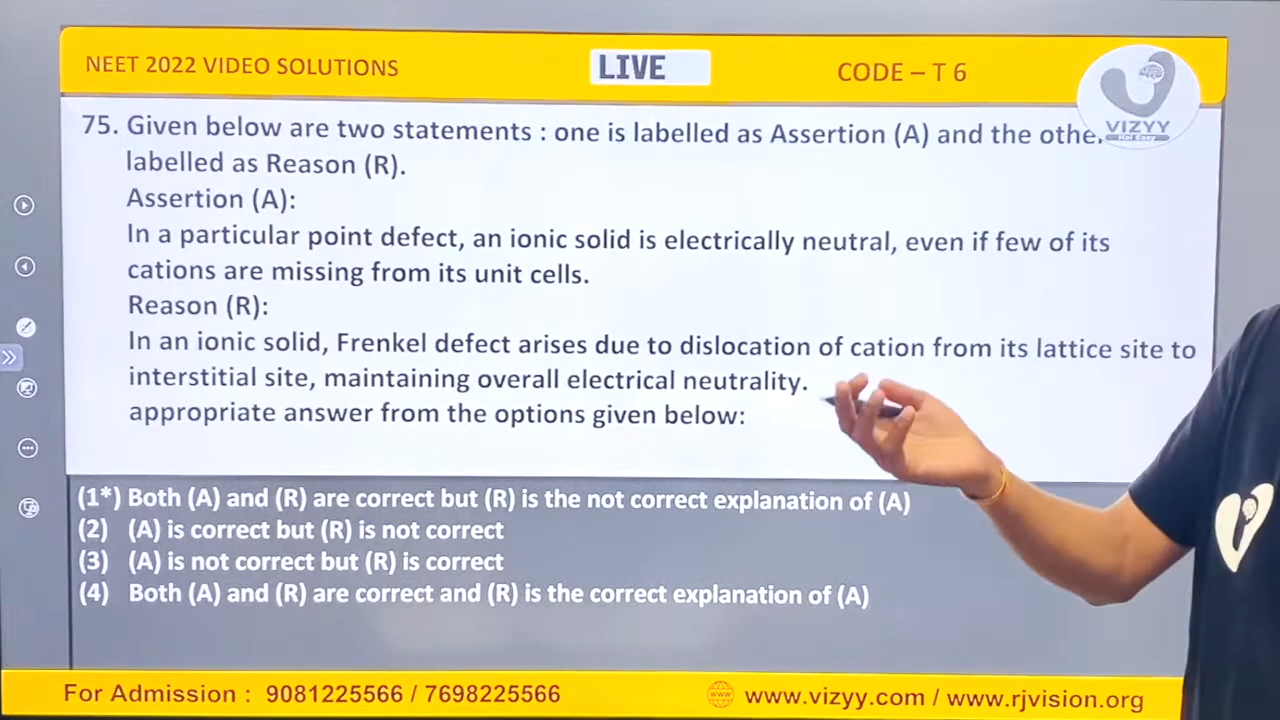 NEET 2022 VIDEO SOLUTIONS LIVE CODE – T 6
VIZYY
75. Given below are two statements : one is labelled as Assertion (A) and the other
labelled as Reason (R).
Assertion (A):
In a particular point defect, an ionic solid is electrically neutral, even if few of its
cations are missing from its unit cells.
Reason (R):
In an ionic solid, Frenkel defect arises due to dislocation of cation from its lattice site to
interstitial site, maintaining overall electrical neutrality.
appropriate answer from the options given below:
(1*) Both (A) and (R) are correct but (R) is the not correct explanation of (A)
(2) (A) is correct but (R) is not correct
(3) (A) is not correct but (R) is correct
(4) Both (A) and (R) are correct and (R) is the correct explanation of (A)
For Admission : 9081225566 / 7698225566 www.vizyy.com / www.rjvision.org